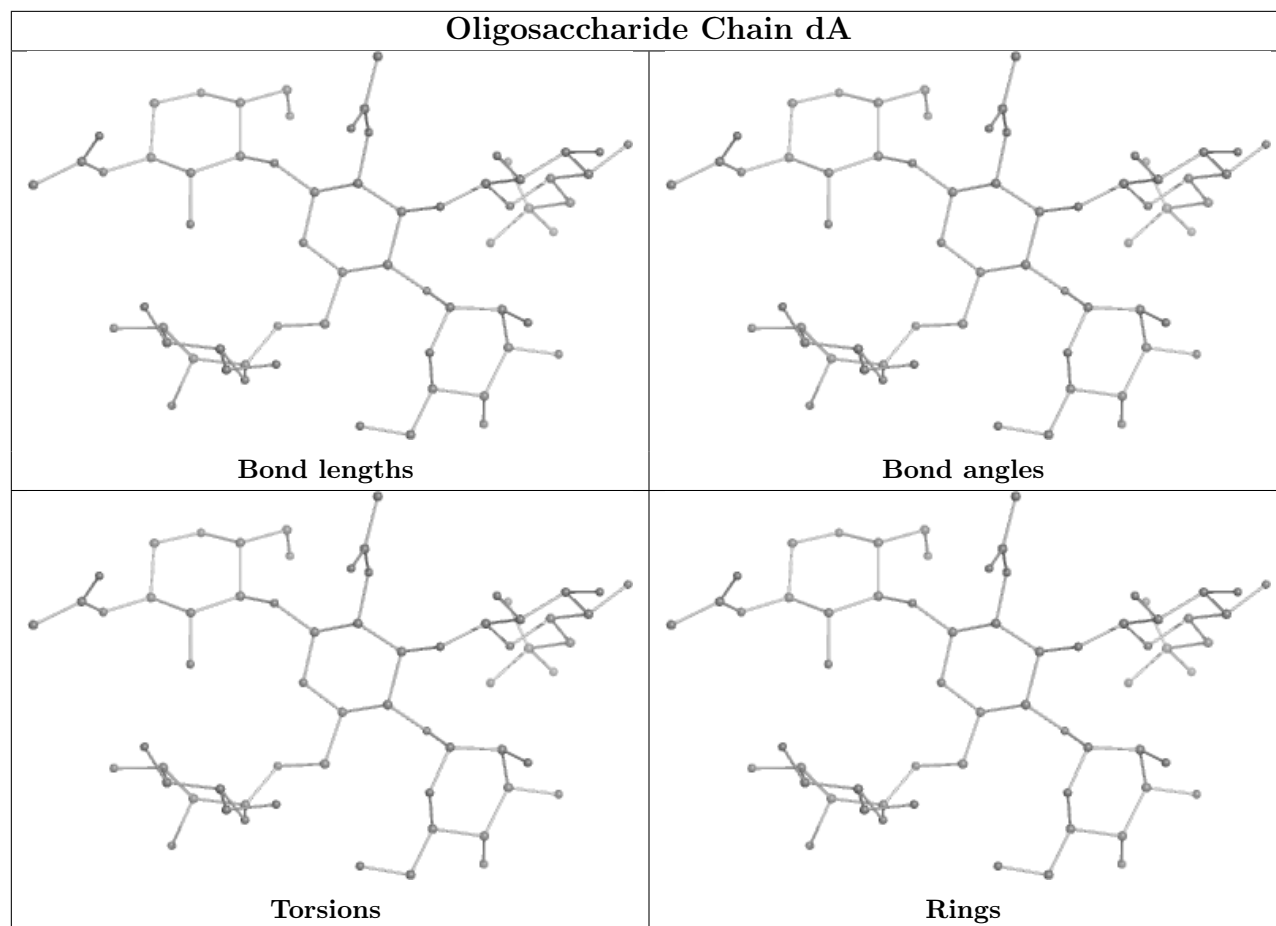 Oligosaccharide Chain dA
Bond lengths
Bond angles
Torsions
Rings